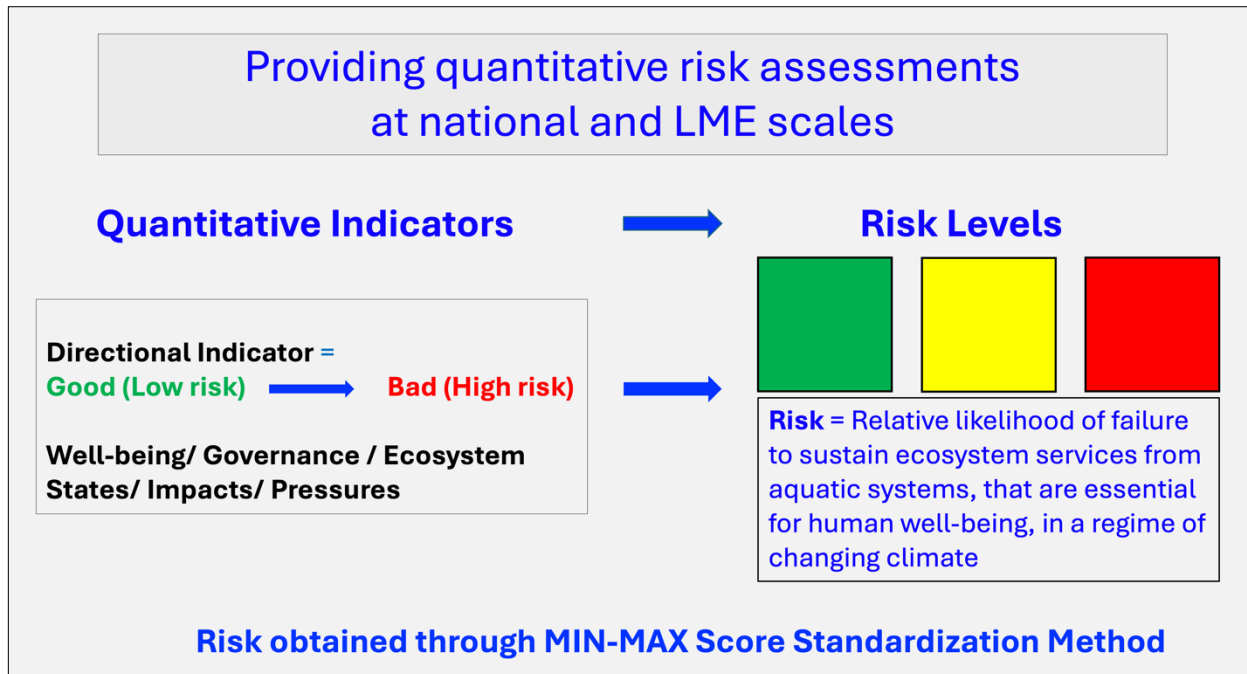 Providing quantitative risk assessments
at national and LME scales
Quantitative Indicators
Risk Levels
Directional Indicator =
Good (Low risk) Bad (High risk)
Well-being/ Governance / Ecosystem
States/ Impacts/ Pressures
Risk = Relative likelihood of failure
to sustain ecosystem services from
aquatic systems, that are essential
for human well-being, in a regime of
changing climate
Risk obtained through MIN-MAX Score Standardization Method